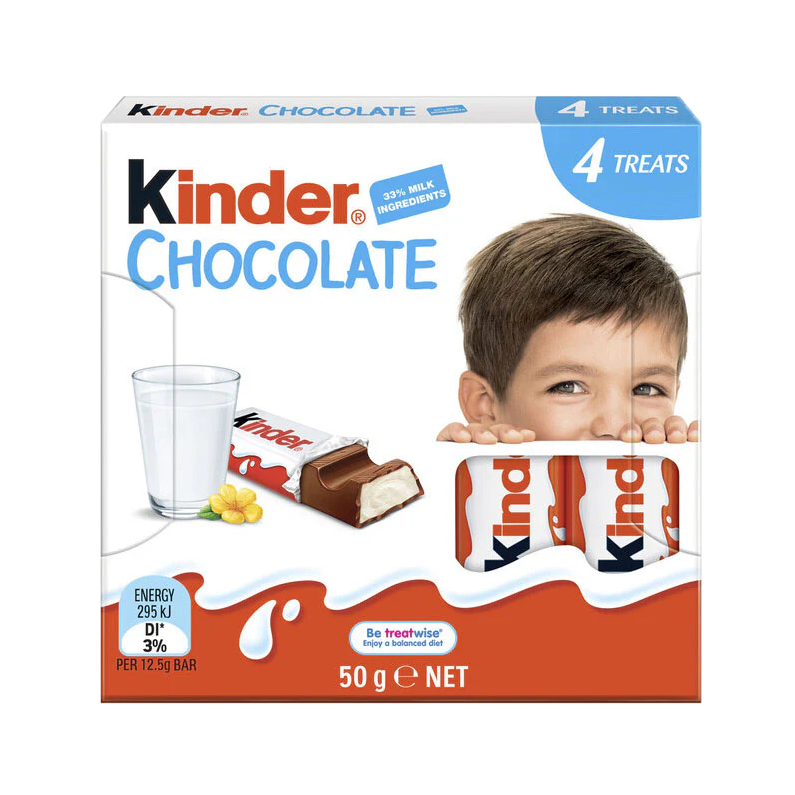 Kinder® CHOCOLATE
4 TREATS
4 TREATS
Kinder®
33% MILK
INGREDIENTS
CHOCOLATE
Kinder®
Kind
Kind
ENERGY
295 KJ
DI*
3%
PER 12.5g BAR
Be treatwise®
Enjoy a balanced diet
50 g ℮ NET